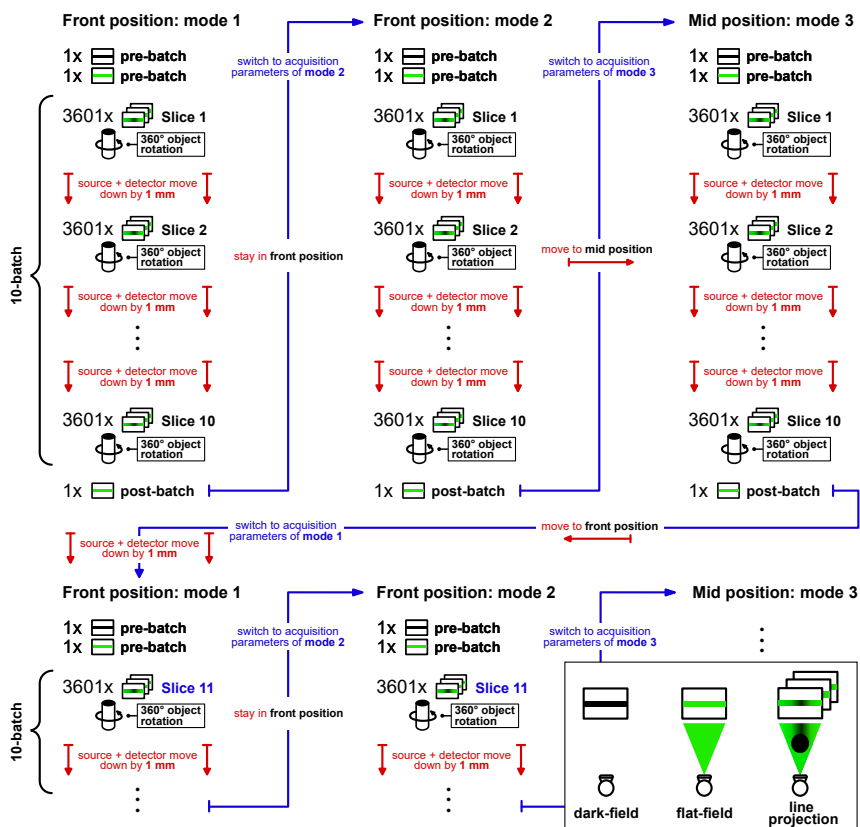 Front position: mode 1
Front position: mode 2
Mid position: mode 3
1x pre-batch
1x pre-batch
switch to acquisition
parameters of mode 2
1x pre-batch
1x pre-batch
switch to acquisition
parameters of mode 3
1x pre-batch
1x pre-batch
10-batch
3601x Slice 1
360° object
rotation
3601x Slice 1
360° object
rotation
3601x Slice 1
360° object
rotation
source + detector move
down by 1 mm
source + detector move
down by 1 mm
source + detector move
down by 1 mm
3601x Slice 2
360° object
rotation
stay in front position
3601x Slice 2
360° object
rotation
move to mid position
3601x Slice 2
360° object
rotation
source + detector move
down by 1 mm
source + detector move
down by 1 mm
source + detector move
down by 1 mm
source + detector move
down by 1 mm
source + detector move
down by 1 mm
source + detector move
down by 1 mm
3601x Slice 10
360° object
rotation
3601x Slice 10
360° object
rotation
3601x Slice 10
360° object
rotation
1x post-batch
1x post-batch
1x post-batch
switch to acquisition
parameters of mode 1
move to front position
source + detector move
down by 1 mm
Front position: mode 1
Front position: mode 2
Mid position: mode 3
1x pre-batch
1x pre-batch
switch to acquisition
parameters of mode 2
1x pre-batch
1x pre-batch
switch to acquisition
parameters of mode 3
10-batch
3601x Slice 11
360° object
rotation
stay in front position
3601x Slice 11
360° object
rotation
source + detector move
down by 1 mm
source + detector move
down by 1 mm
dark-field
flat-field
line
projection